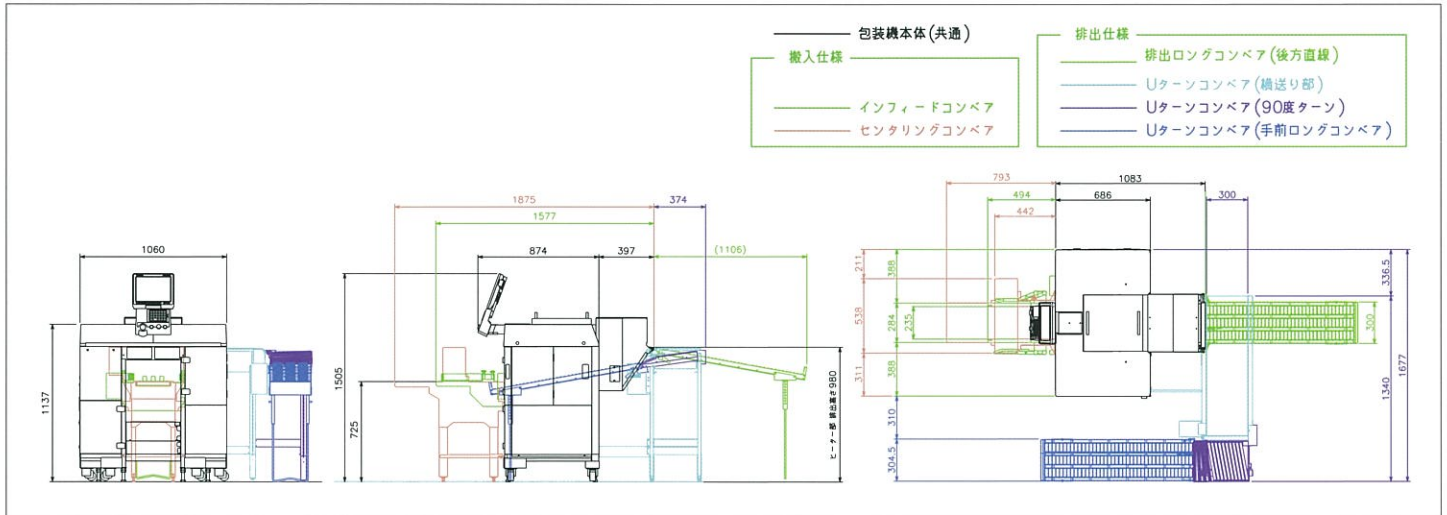 包装機本体(共通)
搬入仕様
インフィードコンベア
センタリングコンベア
排出仕様
排出ロングコンベア(後方直線)
Uターンコンベア(横送り部)
Uターンコンベア(90度ターン)
Uターンコンベア(手前ロングコンベア)
1060
1137
1875
374
1577
874
397
(1106)
1505
725
ヒーター部 排出高さ980
793
1083
494
686
300
442
211
388
538
284
235
311
388
310
304.5
300
336.5
1340
1677